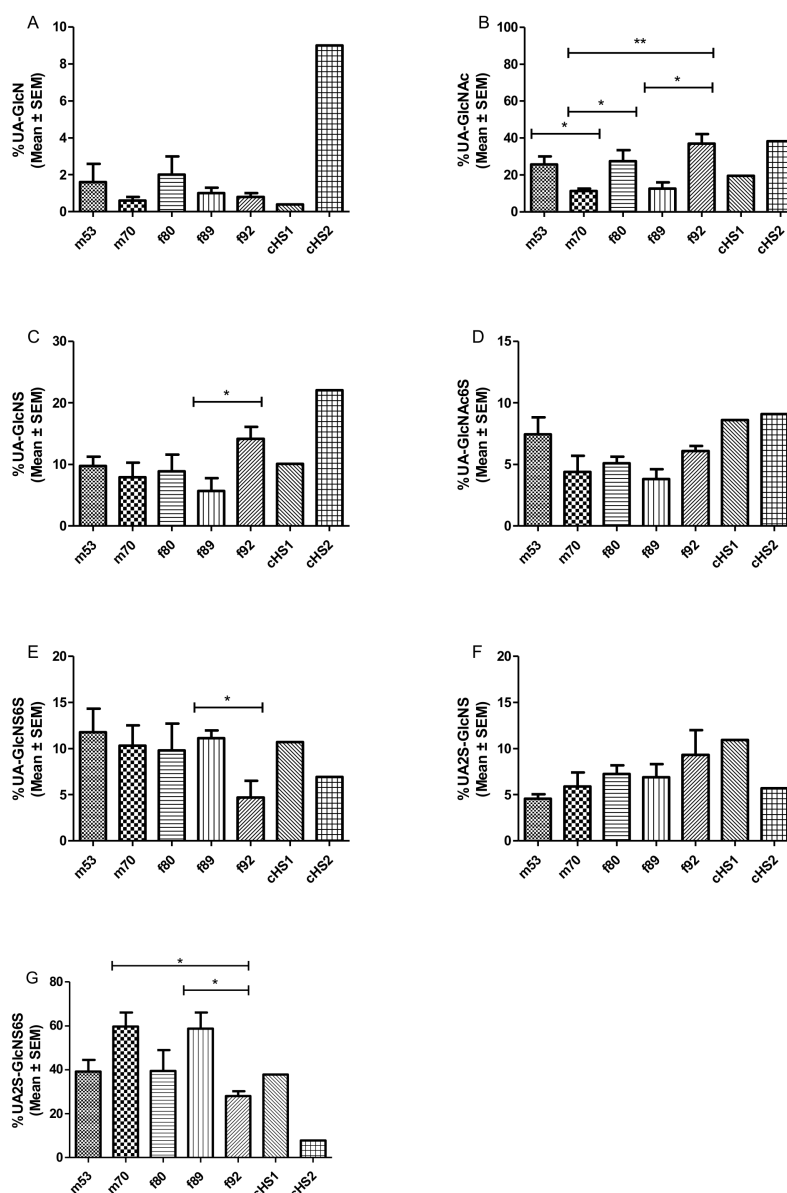 A
%UA-GlcN
(Mean ± SEM)
10
8
6
4
2
0
m53 m70 f80 f89 f92 cHS1 cHS2
B
%UA-GlcNAc
(Mean ± SEM)
100
80
60
40
20
0
**
*
*
*
m53 m70 f80 f89 f92 cHS1 cHS2
C
%UA-GlcNS
(Mean ± SEM)
30
20
10
0
*
m53 m70 f80 f89 f92 cHS1 cHS2
D
%UA-GlcNAc6S
(Mean ± SEM)
15
10
5
0
m53 m70 f80 f89 f92 cHS1 cHS2
E
%UA-GlcNS6S
(Mean ± SEM)
20
15
10
5
0
*
m53 m70 f80 f89 f92 cHS1 cHS2
F
%UA2S-GlcNS
(Mean ± SEM)
20
15
10
5
0
m53 m70 f80 f89 f92 cHS1 cHS2
G
%UA2S-GlcNS6S
(Mean ± SEM)
80
60
40
20
0
*
*
m53 m70 f80 f89 f92 cHS1 cHS2